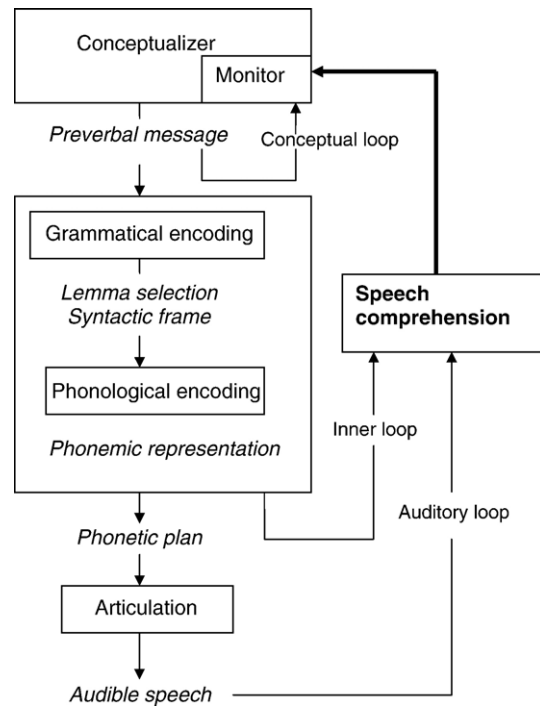 Conceptualizer
Monitor
Preverbal message
Conceptual loop
Grammatical encoding
Lemma selection
Syntactic frame
Speech
comprehension
Phonological encoding
Inner loop
Phonemic representation
Auditory loop
Phonetic plan
Articulation
Audible speech